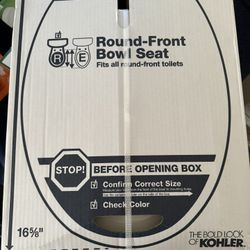 Round-Front
Bowl Seat
Fits all round-front toilets
R E
STOP!
BEFORE OPENING BOX
Confirm Correct Size
Check Color
16⅝"
THE BOLD LOOK
OF KOHLER